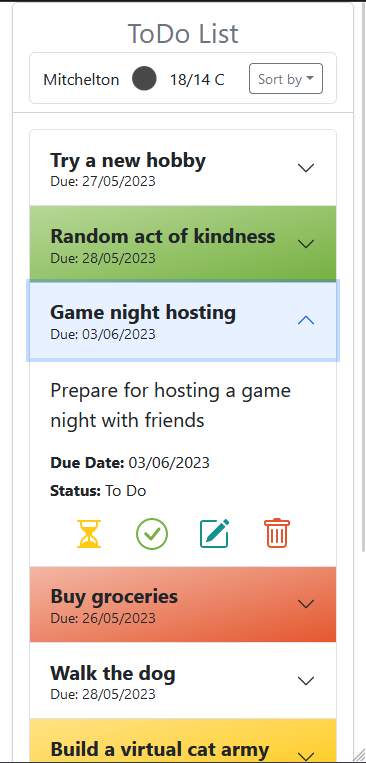 ToDo List
Mitchelton 18/14 C Sort by
Try a new hobby
Due: 27/05/2023
Random act of kindness
Due: 28/05/2023
Game night hosting
Due: 03/06/2023
Prepare for hosting a game
night with friends
Due Date: 03/06/2023
Status: To Do
Buy groceries
Due: 26/05/2023
Walk the dog
Due: 28/05/2023
Build a virtual cat army